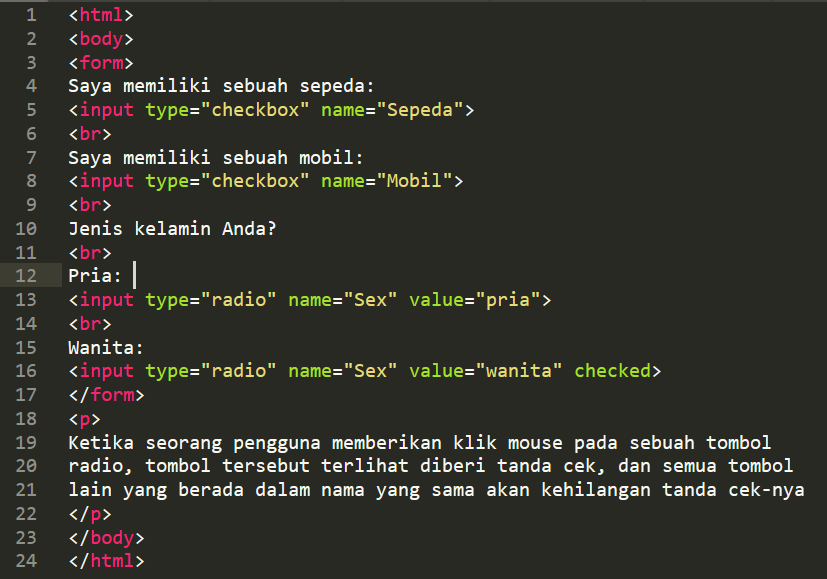 1 <html>
2 <body>
3 <form>
4 Saya memiliki sebuah sepeda:
5 <input type="checkbox" name="Sepeda">
6 <br>
7 Saya memiliki sebuah mobil:
8 <input type="checkbox" name="Mobil">
9 <br>
10 Jenis kelamin Anda?
11 <br>
12 Pria:
13 <input type="radio" name="Sex" value="pria">
14 <br>
15 Wanita:
16 <input type="radio" name="Sex" value="wanita" checked>
17 </form>
18 <p>
19 Ketika seorang pengguna memberikan klik mouse pada sebuah tombol
20 radio, tombol tersebut terlihat diberi tanda cek, dan semua tombol
21 lain yang berada dalam nama yang sama akan kehilangan tanda cek-nya
22 </p>
23 </body>
24 </html>